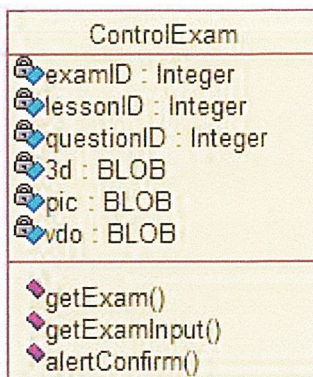 ControlExam
examID : Integer
lessonID : Integer
questionID : Integer
3d : BLOB
pic : BLOB
vdo : BLOB
getExam()
getExamInput()
alertConfirm()